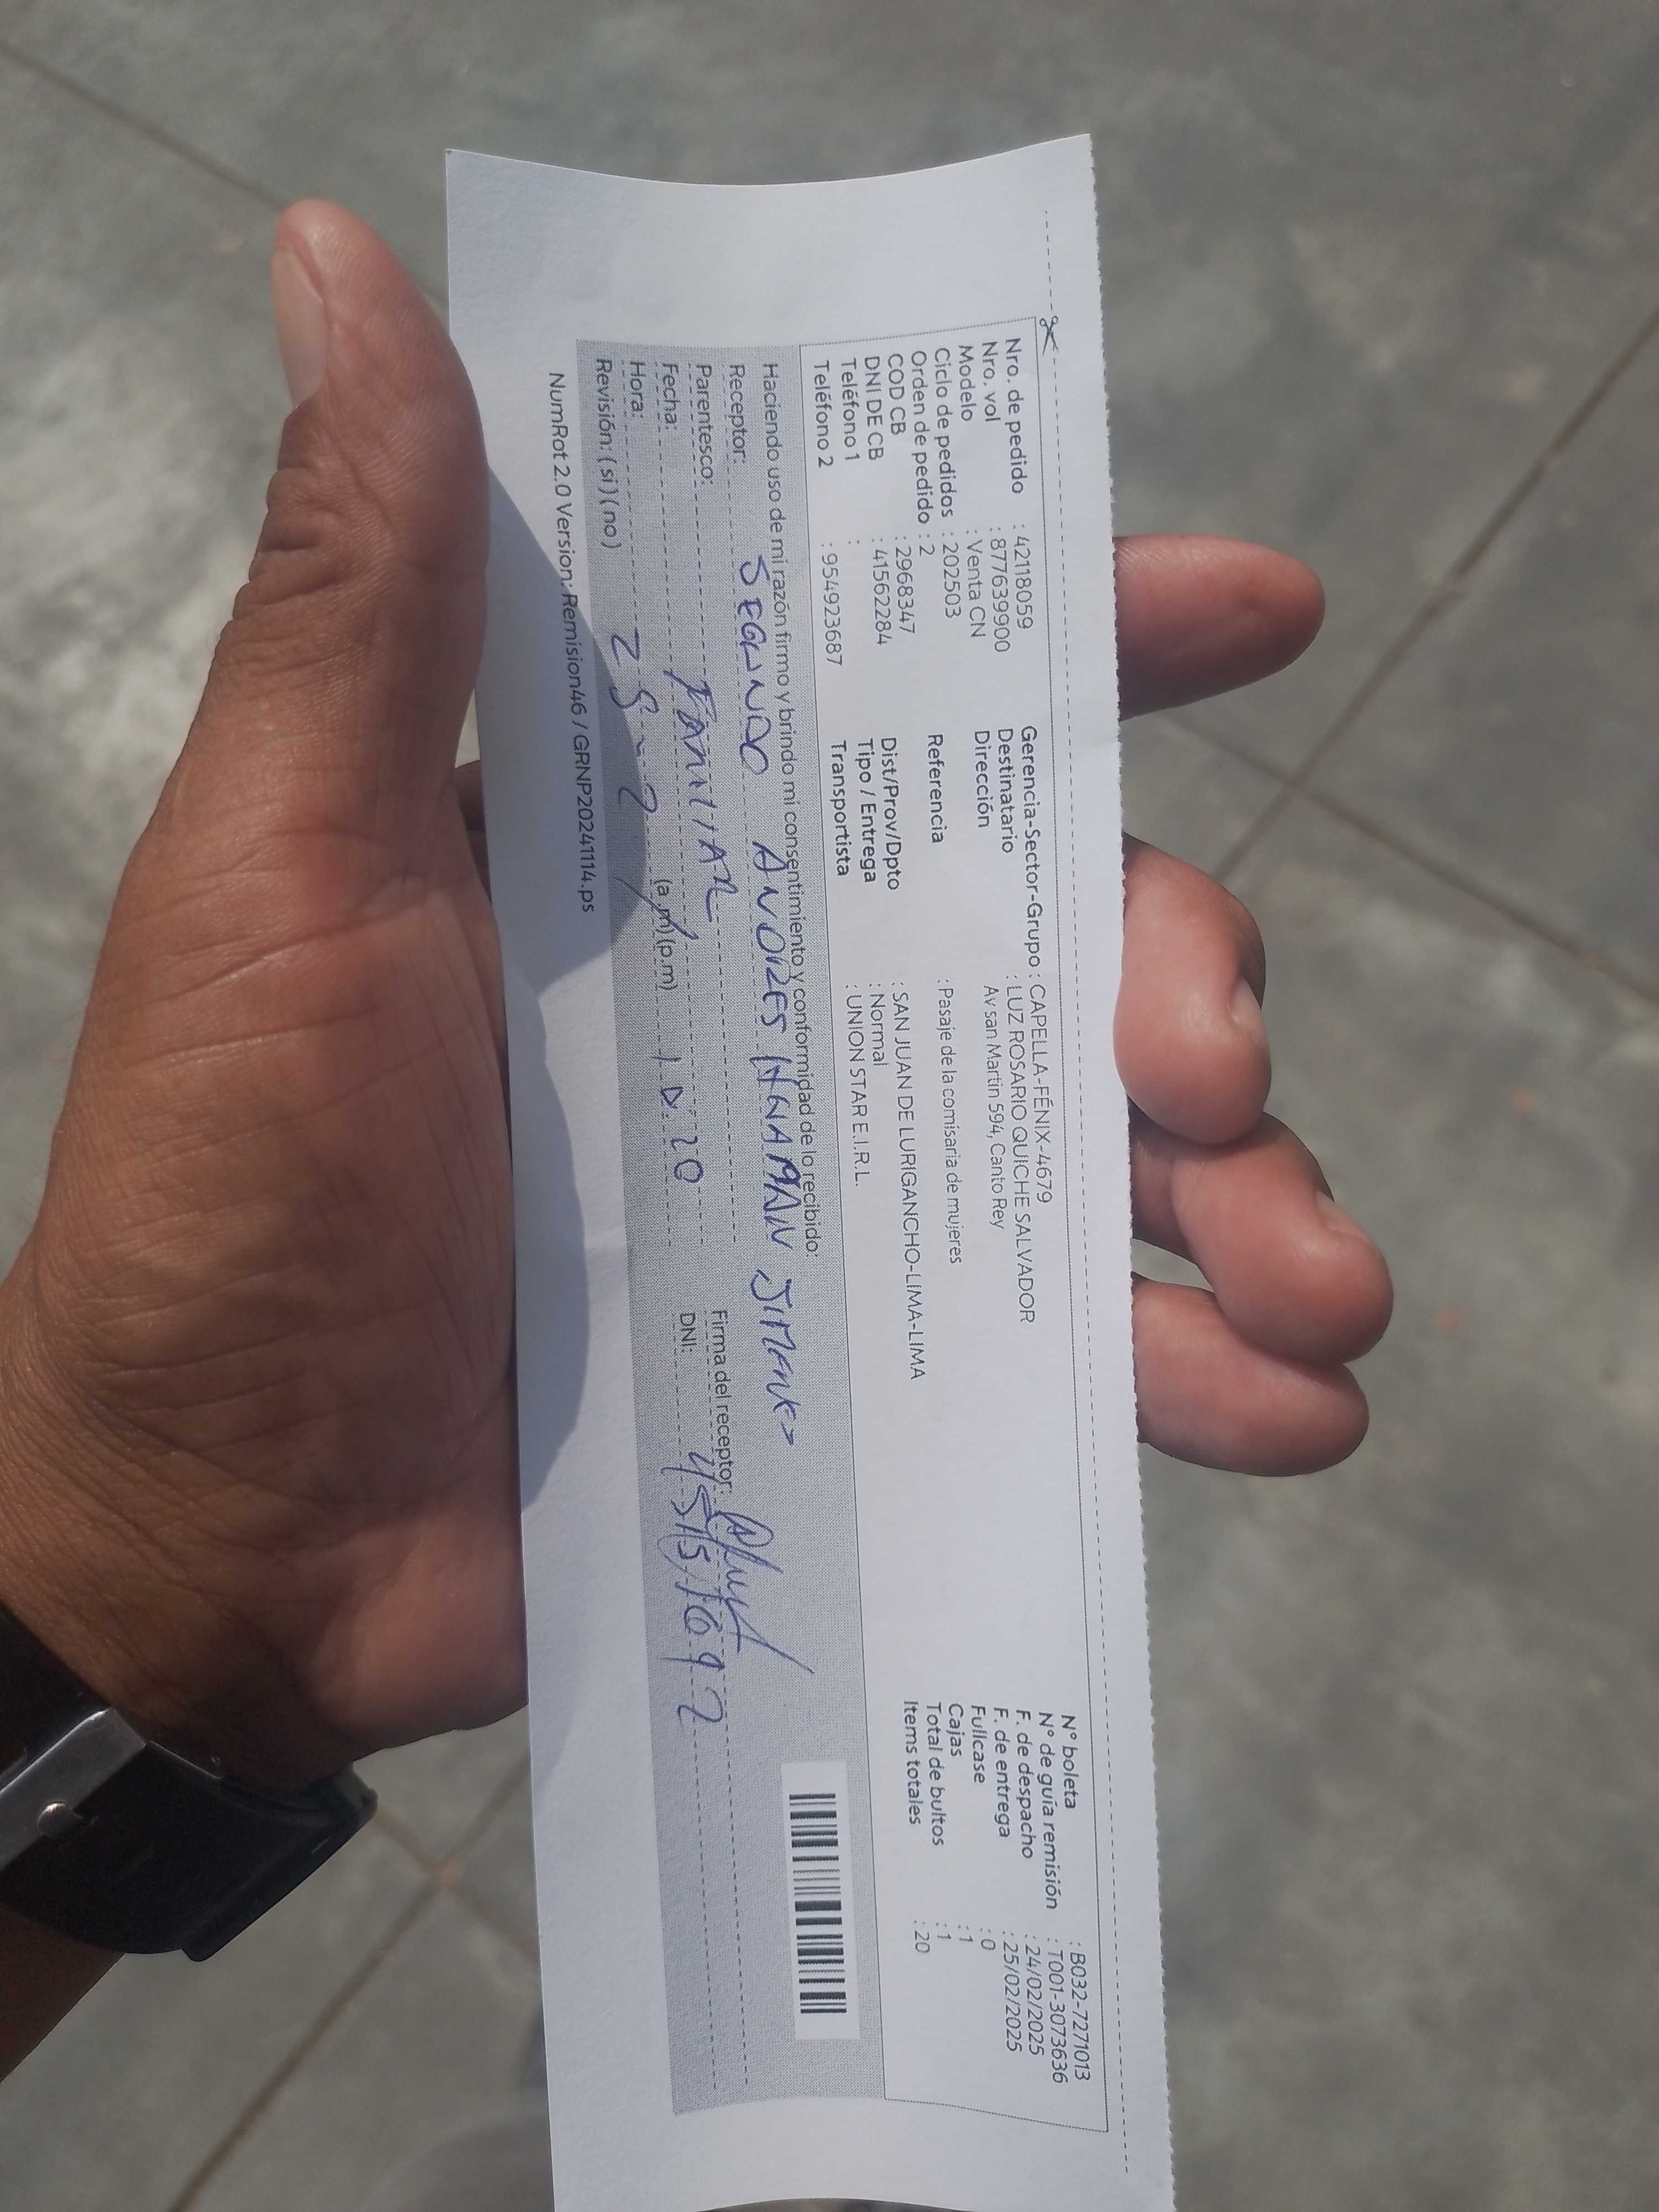 Nro. de pedido : 42118059
Nro. vol : 877639900
Modelo : Venta CN
Ciclo de pedidos : 202503
Orden de pedido : 2
COD CB : 2968347
DNI DE CB : 41562284
Teléfono 1 :
Teléfono 2 : 954923687
Gerencia-Sector-Grupo : CAPELLA-FÉNIX-4679
Destinatario : LUZ ROSARIO QUICHE SALVADOR
Dirección Av san Martin 594, Canto Rey
Referencia : Pasaje de la comisaria de mujeres
Dist/Prov/Dpto : SAN JUAN DE LURIGANCHO-LIMA-LIMA
Tipo / Entrega : Normal
Transportista : UNION STAR E.I.R.L.
N° boleta : B032-7271013
N° de guía remisión : T001-3073636
F. de despacho : 24/02/2025
F. de entrega : 25/02/2025
Fullcase : 0
Cajas : 1
Total de bultos : 1
Items totales : 20
Haciendo uso de mi razón firmo y brindo mi consentimiento y conformidad de lo recibido:
Receptor: SEGUNDO ANDRES HUAMAN
Parentesco: FAMILIAR
Fecha: 25-2
Hora: (a.m)(p.m)
Revisión: (si)(no)
Firma del receptor:
DNI:
NumRot 2.0 Version: Remision46 / GRNP20241114.ps